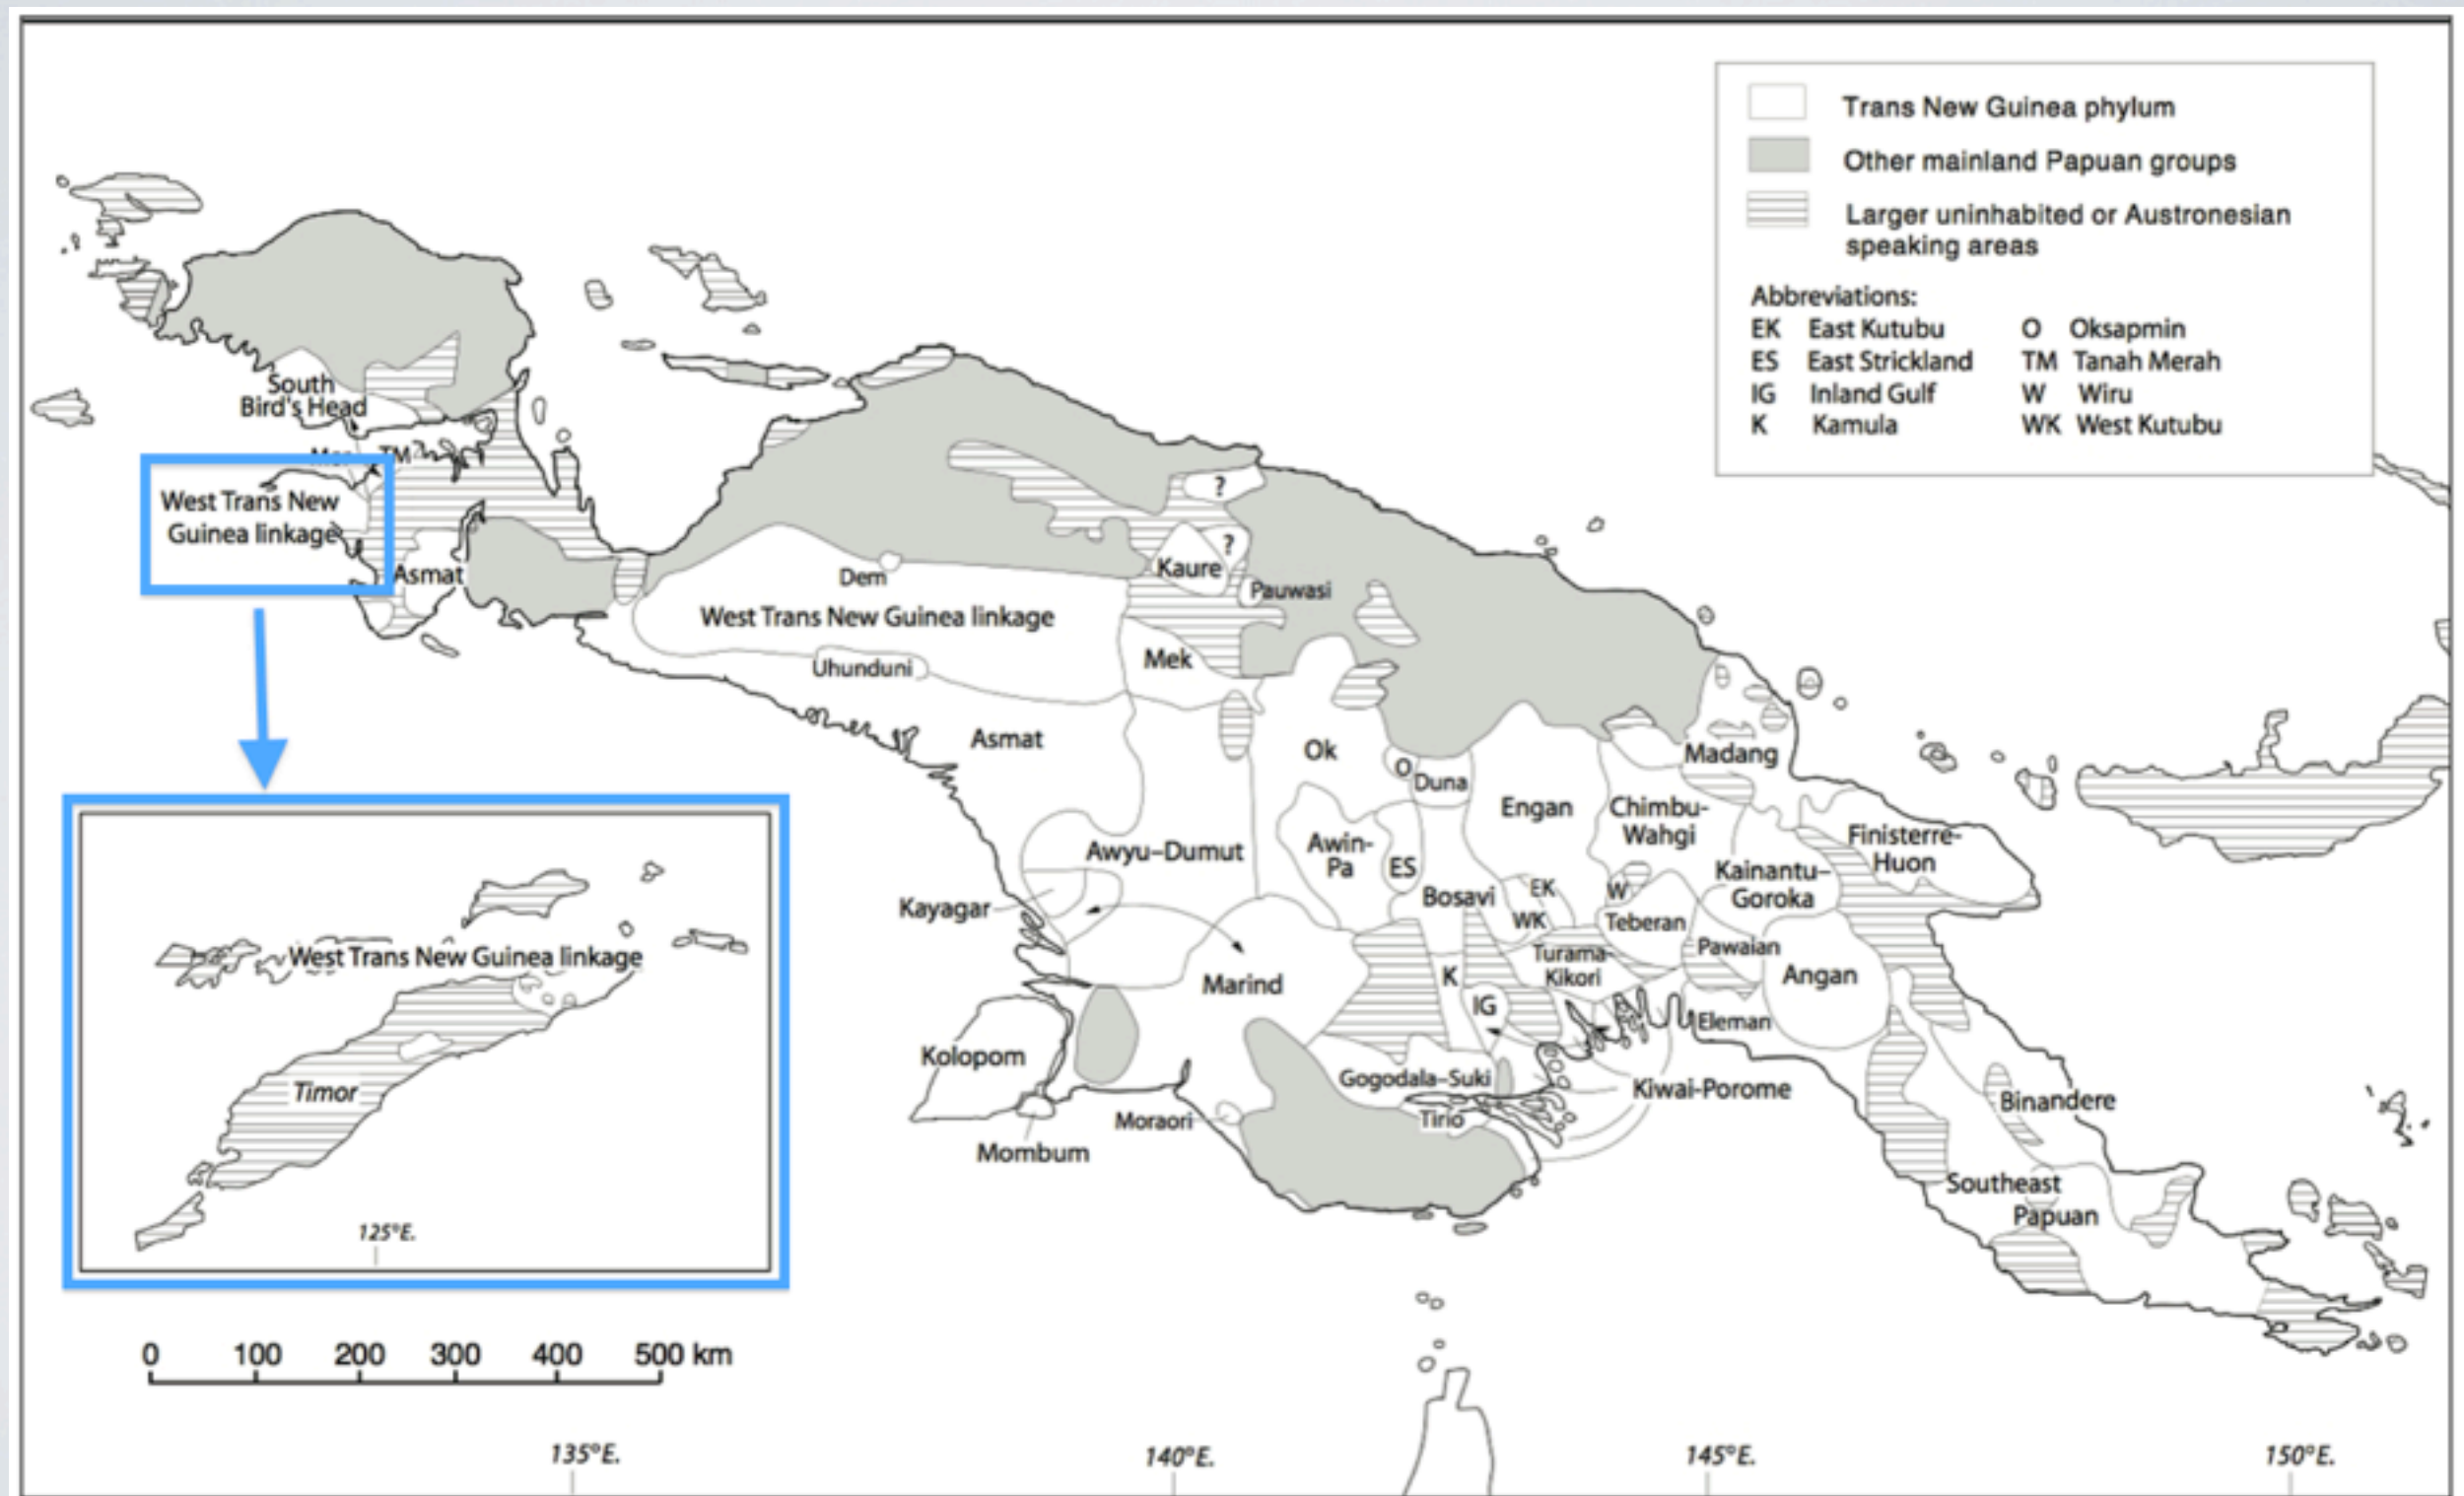 Trans New Guinea phylum
Other mainland Papuan groups
Larger uninhabited or Austronesian
speaking areas
Abbreviations:
EK East Kutubu O Oksapmin
ES East Strickland TM Tanah Merah
IG Inland Gulf W Wiru
K Kamula WK West Kutubu
South
Bird's Head
TM
West Trans New
Guinea linkage
Asmat
Dem
West Trans New Guinea linkage
Uhunduni
?
?
Kaure
Pauwasi
Mek
Asmat
Ok
O
Duna
Engan
Chimbu-
Wahgi
Madang
Finisterre-
Huon
Kainantu-
Goroka
Awyu-Dumut
Awin-
Pa
ES
Bosavi
EK
WK
W
Teberan
Kayagar
Marind
Turama-
Kikori
Pawaian
Angan
K
IG
Eleman
Kolopom
Gogodala-Suki
Kiwai-Porome
Tirio
Moraori
Mombum
Binandere
Southeast
Papuan
West Trans New Guinea linkage
Timor
125°E.
0 100 200 300 400 500 km
135°E. 140°E. 145°E. 150°E.